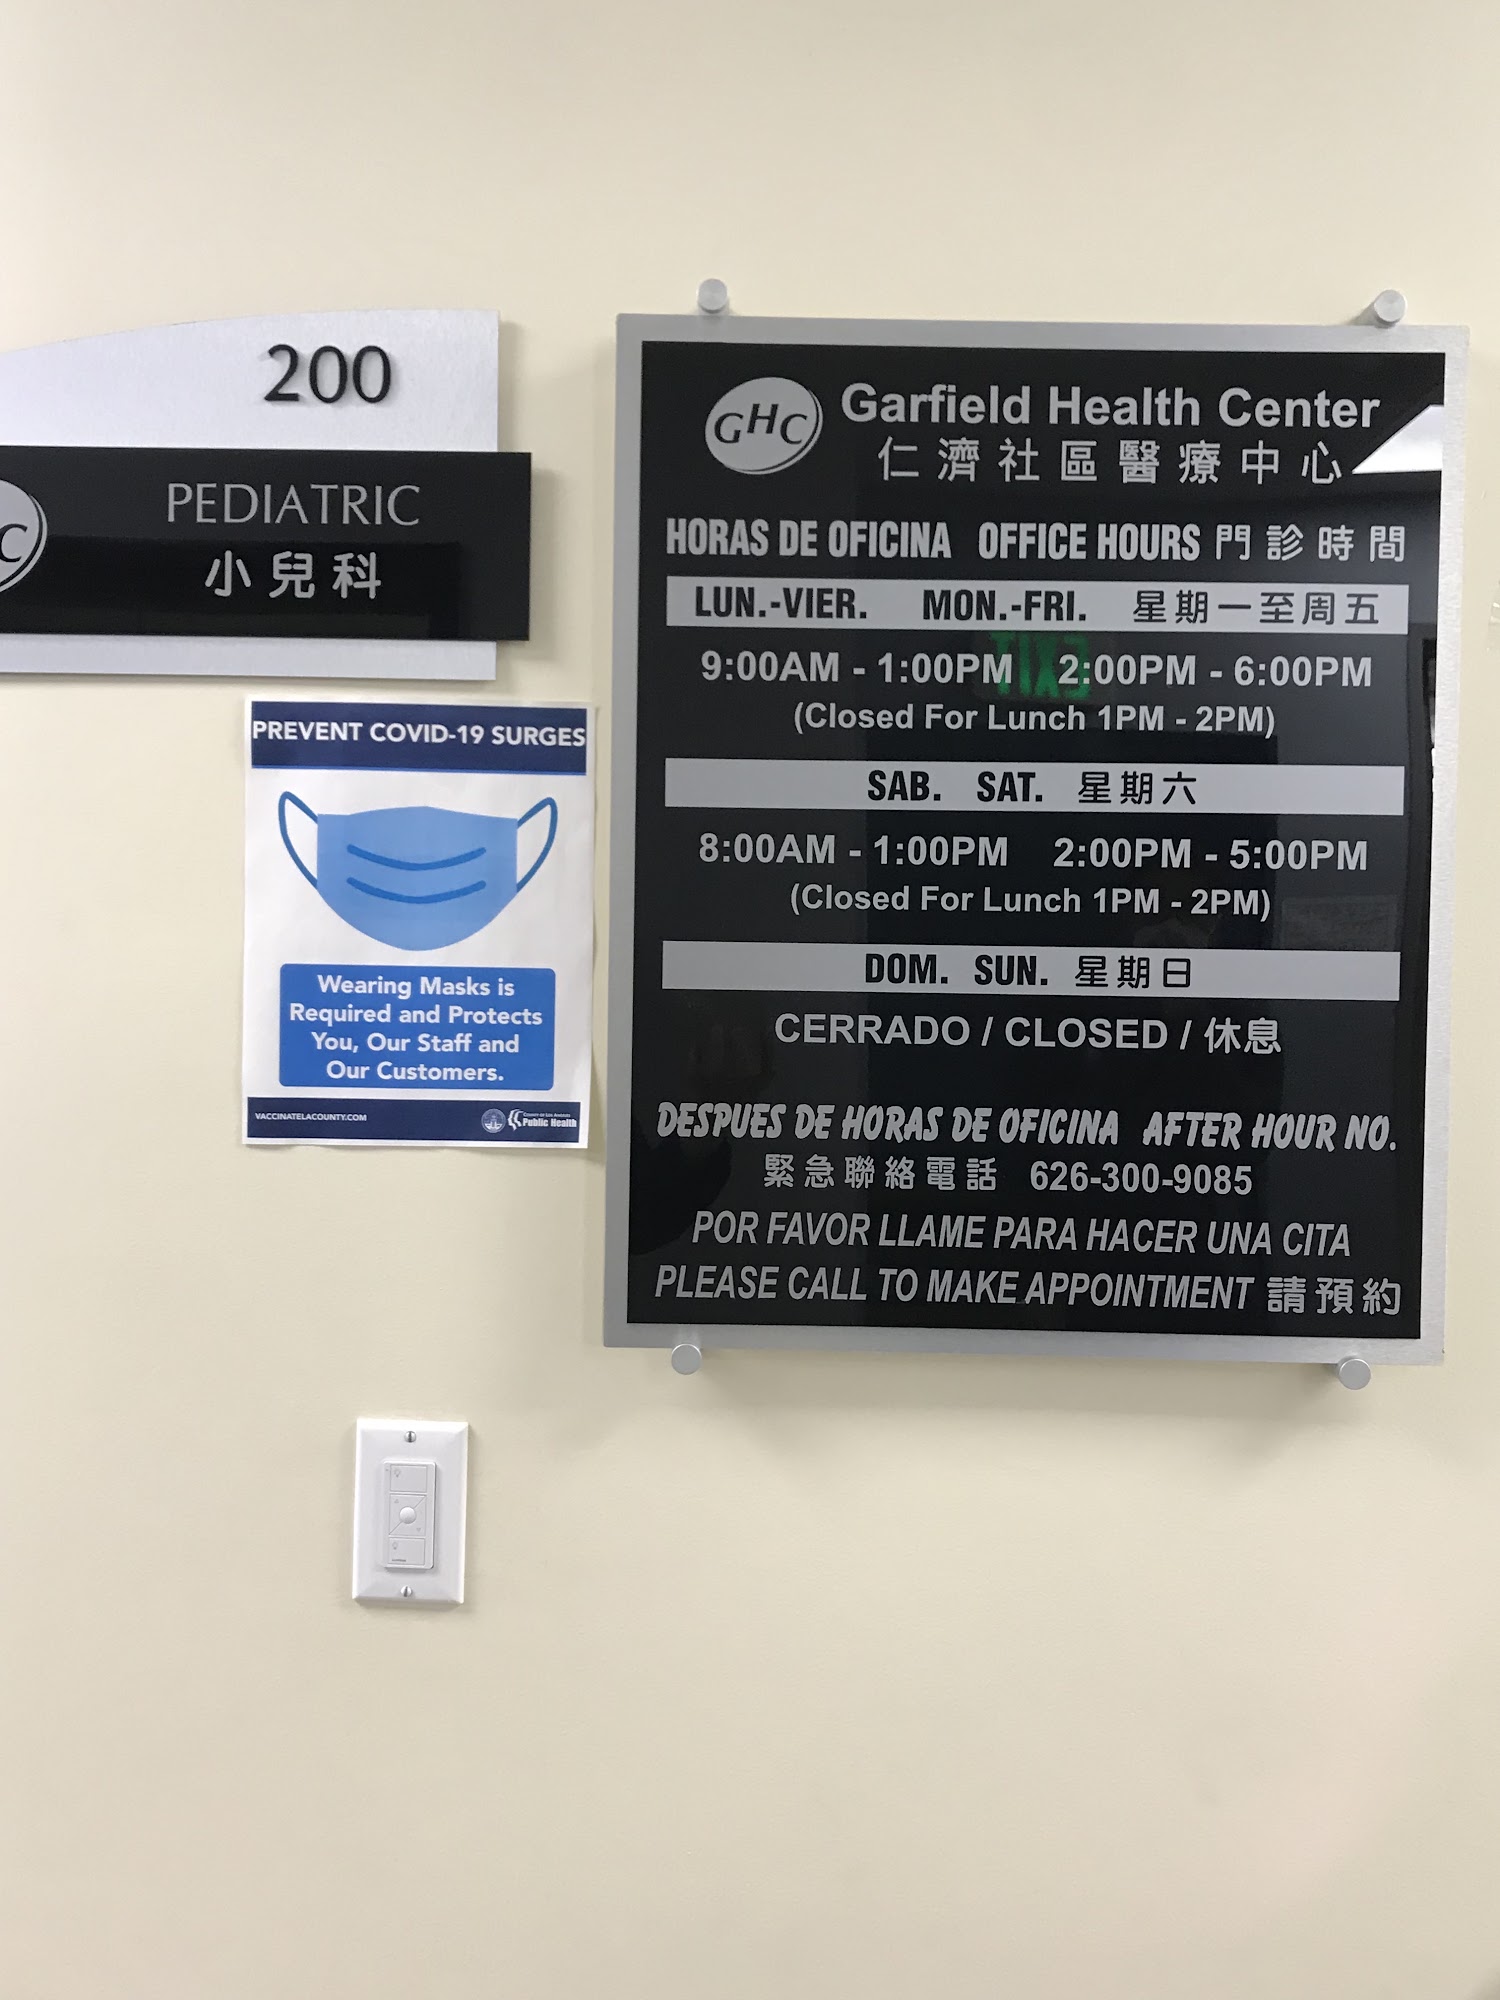 200
PEDIATRIC
小兒科
PREVENT COVID-19 SURGES
Wearing Masks is
Required and Protects
You, Our Staff and
Our Customers.
VACCINATELACOUNTY.COM
Public Health
GHC
Garfield Health Center
仁濟社區醫療中心
HORAS DE OFICINA OFFICE HOURS 門診時間
LUN.-VIER. MON.-FRI. 星期一至周五
9:00AM - 1:00PM 2:00PM - 6:00PM
(Closed For Lunch 1PM - 2PM)
SAB. SAT. 星期六
8:00AM - 1:00PM 2:00PM - 5:00PM
(Closed For Lunch 1PM - 2PM)
DOM. SUN. 星期日
CERRADO / CLOSED / 休息
DESPUES DE HORAS DE OFICINA AFTER HOUR NO.
緊急聯絡電話 626-300-9085
POR FAVOR LLAME PARA HACER UNA CITA
PLEASE CALL TO MAKE APPOINTMENT 請預約